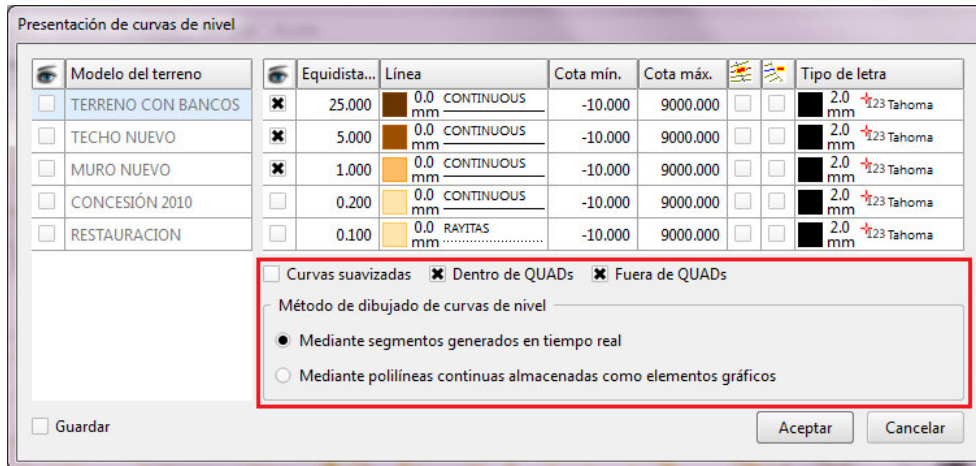 Presentación de curvas de nivel
Modelo del terreno
TERRENO CON BANCOS
TECHO NUEVO
MURO NUEVO
CONCESIÓN 2010
RESTAURACION
Equidista... Línea Cota mín. Cota máx. Tipo de letra
25.000 0.0 mm CONTINUOUS -10.000 9000.000 2.0 mm 123 Tahoma
5.000 0.0 mm CONTINUOUS -10.000 9000.000 2.0 mm 123 Tahoma
1.000 0.0 mm CONTINUOUS -10.000 9000.000 2.0 mm 123 Tahoma
0.200 0.0 mm CONTINUOUS -10.000 9000.000 2.0 mm 123 Tahoma
0.100 0.0 mm RAYITAS -10.000 9000.000 2.0 mm 123 Tahoma
Curvas suavizadas Dentro de QUADs Fuera de QUADs
Método de dibujado de curvas de nivel
Mediante segmentos generados en tiempo real
Mediante polilíneas continuas almacenadas como elementos gráficos
Guardar Aceptar Cancelar